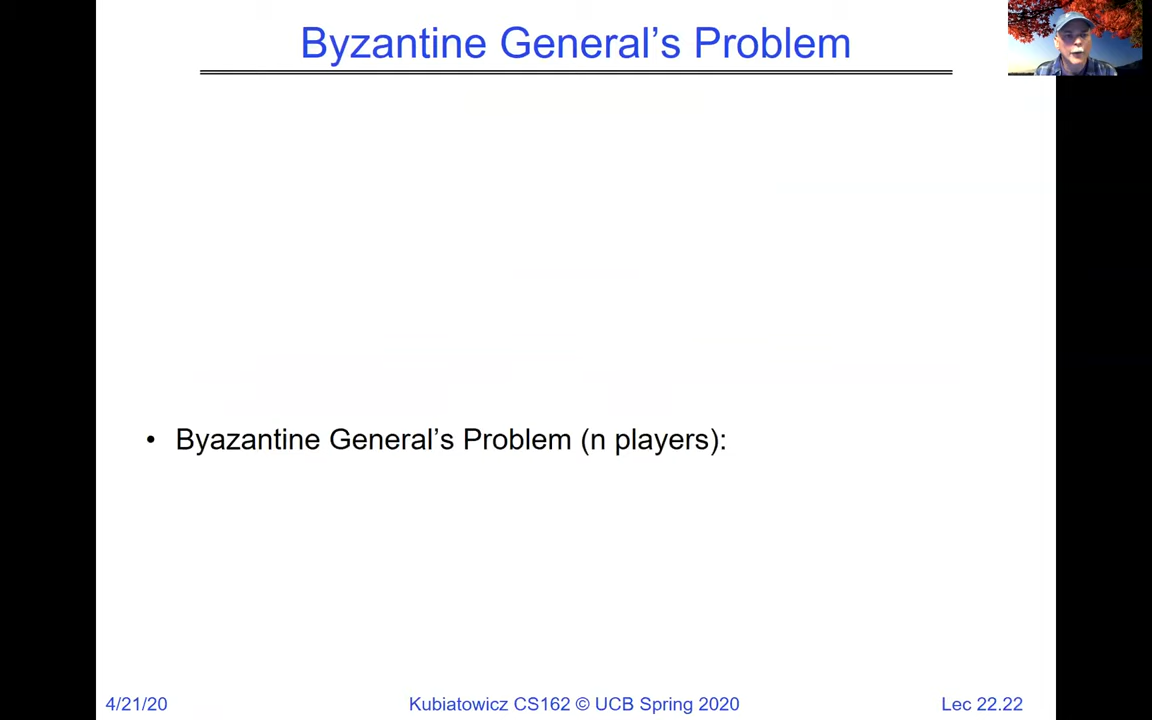 Byzantine General’s Problem
• Byazantine General’s Problem (n players):
4/21/20
Kubiatowicz CS162 © UCB Spring 2020
Lec 22.22